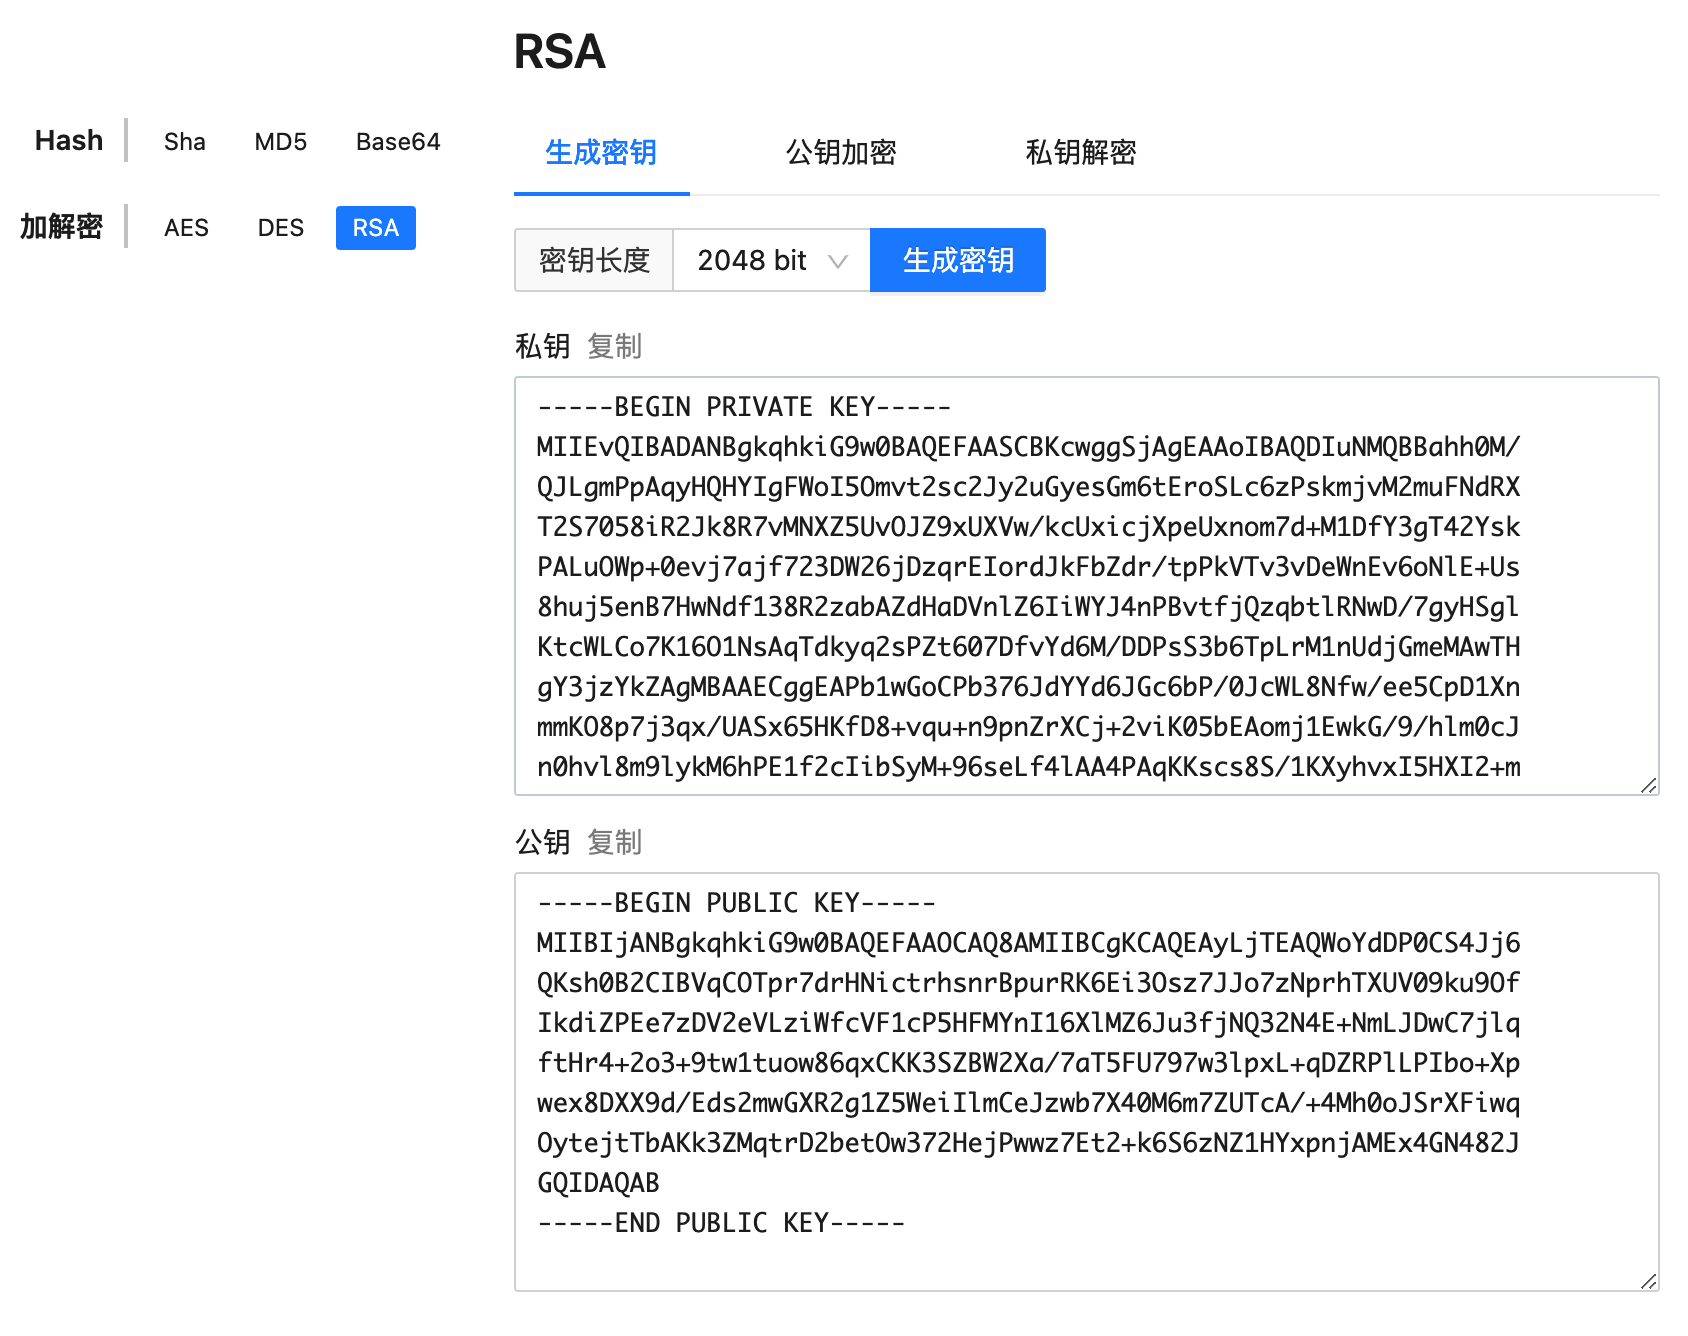 RSA
Hash Sha MD5 Base64
加解密 AES DES RSA
生成密钥 公钥加密 私钥解密
密钥长度 2048 bit 生成密钥
私钥 复制
-----BEGIN PRIVATE KEY-----
MIIEvQIBADANBgkqhkiG9w0BAQEFAASCBKcwggSjAgEAAoIBAQDIuNMQBBahh0M/
QJLgmPpAqyHQHYIgFWoI5Omvt2sc2Jy2uGyesGm6tEroSLc6zPskmjvM2muFNdRX
T2S7058iR2Jk8R7vMNXZ5UvOJZ9xUXVw/kcUxicjXpeUxnom7d+M1DfY3gT42Ysk
PALuOWp+0evj7ajf723DW26jDzqrEIordJkFbZdr/tpPkVTv3vDeWnEv6oNlE+Us
8huj5enB7HwNdf138R2zabAZdHaDVnlZ6IiWYJ4nPBvtfjQzqbtlRNwD/7gyHSgl
KtcWLCo7K16O1NsAqTdkyq2sPZt607DfvYd6M/DDPsS3b6TpLrM1nUdjGmeMAwTH
gY3jzYkZAgMBAAECggEAPb1wGoCPb376JdYYd6JGc6bP/0JcWL8Nfw/ee5CpD1Xn
mmKO8p7j3qx/UASx65HKfD8+vqu+n9pnZrXCj+2viK05bEAomj1EwkG/9/hlm0cJ
n0hvl8m9lykM6hPE1f2cIibSyM+96seLf4lAA4PAqKKscs8S/1KXyhvxI5HXI2+m
公钥 复制
-----BEGIN PUBLIC KEY-----
MIIBIjANBgkqhkiG9w0BAQEFAAOCAQ8AMIIBCgKCAQEAyLjTEAQWoYdDP0CS4Jj6
QKsh0B2CIBVqCOTpr7drHNictrhsnrBpurRK6Ei3Osz7JJo7zNprhTXUV09ku9Of
IkdiZPEe7zDV2eVLziWfcVF1cP5HFMYnI16XlMZ6Ju3fjNQ32N4E+NmLJDwC7jlq
ftHr4+2o3+9tw1tuow86qxCKK3SZBW2Xa/7aT5FU797w3lpxL+qDZRPlLPIbo+Xp
wex8DXX9d/Eds2mwGXR2g1Z5WeiIlmCeJzwb7X40M6m7ZUTcA/+4Mh0oJSrXFiwq
OytejtTbAKk3ZMqtrD2betOw372HejPwwz7Et2+k6S6zNZ1HYxpnjAMEx4GN482J
GQIDAQAB
-----END PUBLIC KEY-----